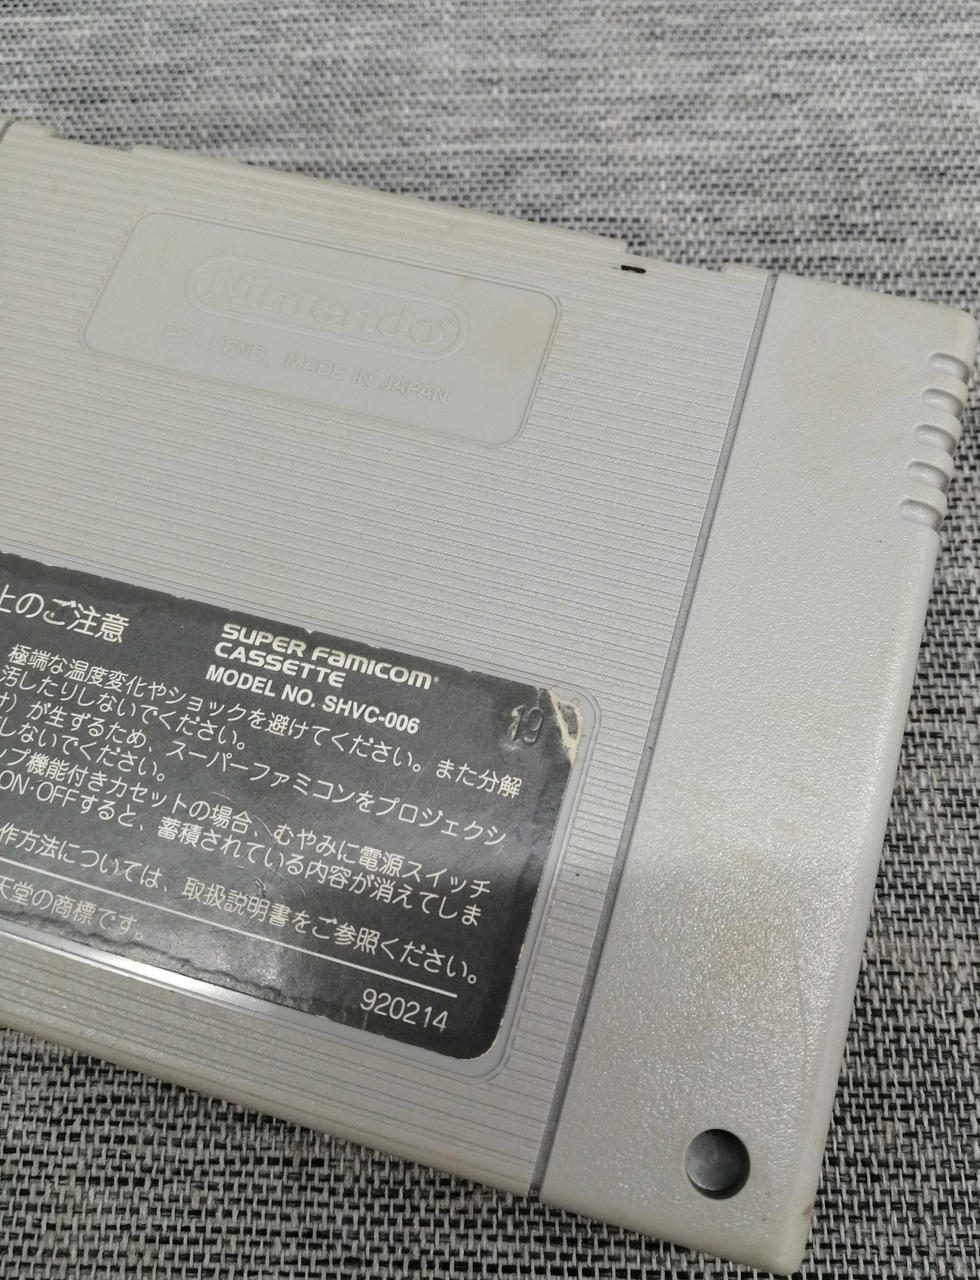 Nintendo®
PAT. PEND. MADE IN JAPAN
上のご注意
SUPER Famicom®
CASSETTE
MODEL NO. SHVC-006
極端な温度変化やショックを避けてください。また分解
汚したりしないでください。
け）が生ずるため、スーパーファミコンをプロジェクシ
しないでください。
ップ機能付きカセットの場合、むやみに電源スイッチ
ON·OFFすると、蓄積されている内容が消えてしま
作方法については、取扱説明書をご参照ください。
天堂の商標です。
920214
19